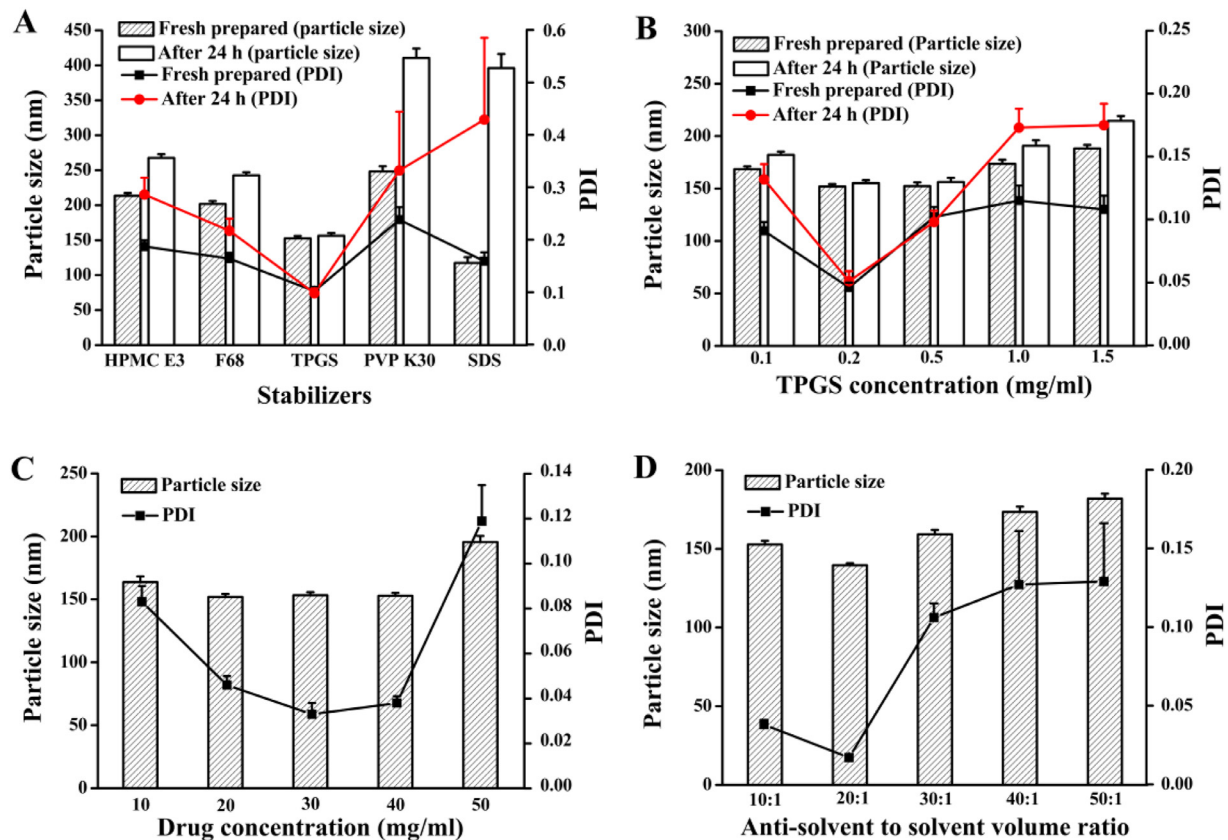 A
Fresh prepared (particle size)
After 24 h (particle size)
Fresh prepared (PDI)
After 24 h (PDI)
Particle size (nm)
450
400
350
300
250
200
150
100
50
0
0.6
0.5
0.4
0.3
0.2
0.1
0.0
PDI
HPMC E3 F68 TPGS PVP K30 SDS
Stabilizers
B
Fresh prepared (Particle size)
After 24 h (Particle size)
Fresh prepared (PDI)
After 24 h (PDI)
Particle size (nm)
300
250
200
150
100
50
0
0.25
0.20
0.15
0.10
0.05
0.00
PDI
0.1 0.2 0.5 1.0 1.5
TPGS concentration (mg/ml)
C
Particle size
PDI
Particle size (nm)
250
200
150
100
50
0
0.14
0.12
0.10
0.08
0.06
0.04
0.02
0.00
PDI
10 20 30 40 50
Drug concentration (mg/ml)
D
Particle size
PDI
Particle size (nm)
200
150
100
50
0
0.20
0.15
0.10
0.05
0.00
PDI
10:1 20:1 30:1 40:1 50:1
Anti-solvent to solvent volume ratio